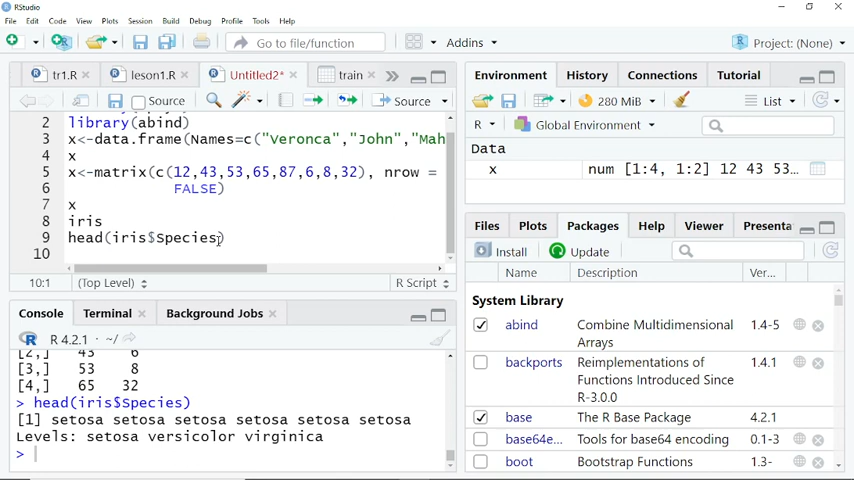 RStudio
File Edit Code View Plots Session Build Debug Profile Tools Help
Go to file/function Addins Project: (None)
tr1.R leson1.R Untitled2* train
Source Source
2 library(abind)
3 x<-data.frame(Names=c("Veronca","John","Mah
4 x
5 x<-matrix(c(12,43,53,65,87,6,8,32), nrow =
6 FALSE)
7 x
8 iris
9 head(iris$Species)
10
10:1 (Top Level) R Script
Console Terminal Background Jobs
R 4.2.1 · ~/
[2,] 43 6
[3,] 53 8
[4,] 65 32
> head(iris$Species)
[1] setosa setosa setosa setosa setosa setosa
Levels: setosa versicolor virginica
>
Environment History Connections Tutorial
280 MiB List
R Global Environment
Data
x num [1:4, 1:2] 12 43 53...
Files Plots Packages Help Viewer Presenta
Install Update
Name Description Ver...
System Library
abind Combine Multidimensional Arrays 1.4-5
backports Reimplementations of Functions Introduced Since R-3.0.0 1.4.1
base The R Base Package 4.2.1
base64e... Tools for base64 encoding 0.1-3
boot Bootstrap Functions 1.3-